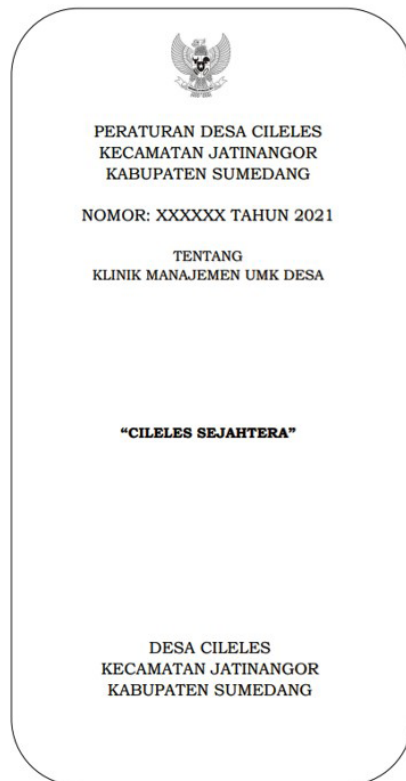 PERATURAN DESA CILELES
KECAMATAN JATINANGOR
KABUPATEN SUMEDANG
NOMOR: XXXXXX TAHUN 2021
TENTANG
KLINIK MANAJEMEN UMK DESA
“CILELES SEJAHTERA”
DESA CILELES
KECAMATAN JATINANGOR
KABUPATEN SUMEDANG